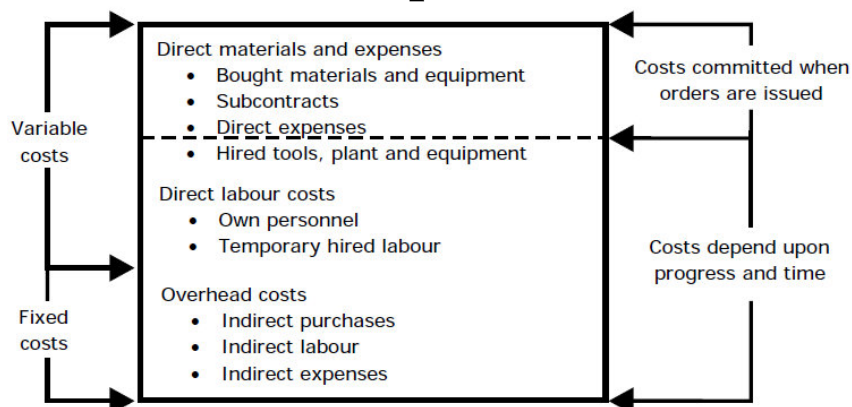 Direct materials and expenses
• Bought materials and equipment
• Subcontracts
• Direct expenses
• Hired tools, plant and equipment
Direct labour costs
• Own personnel
• Temporary hired labour
Overhead costs
• Indirect purchases
• Indirect labour
• Indirect expenses
Variable
costs
Fixed
costs
Costs committed when
orders are issued
Costs depend upon
progress and time